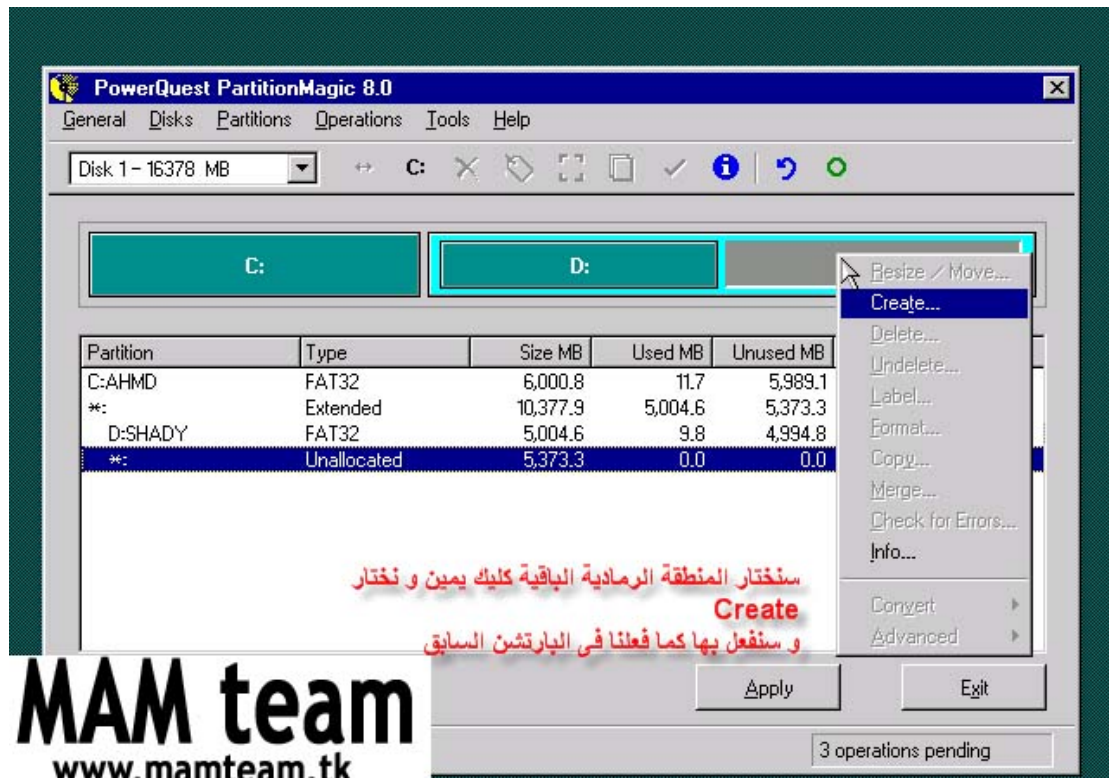 PowerQuest PartitionMagic 8.0
General Disks Partitions Operations Tools Help
Disk 1 - 16378 MB C:
C: D:
Resize / Move...
Create...
Delete...
Undelete...
Label...
Format...
Copy...
Merge...
Check for Errors...
Info...
Convert
Advanced
Partition Type Size MB Used MB Unused MB
C:AHMD FAT32 6,000.8 11.7 5,989.1
*: Extended 10,377.9 5,004.6 5,373.3
D:SHADY FAT32 5,004.6 9.8 4,994.8
*: Unallocated 5,373.3 0.0 0.0
سنختار المنطقة الرمادية الباقية كليك يمين و نختار
Create
و سنفعل بها كما فعلنا فى البارتشن السابق
Apply Exit
3 operations pending
MAM team
www.mamteam.tk